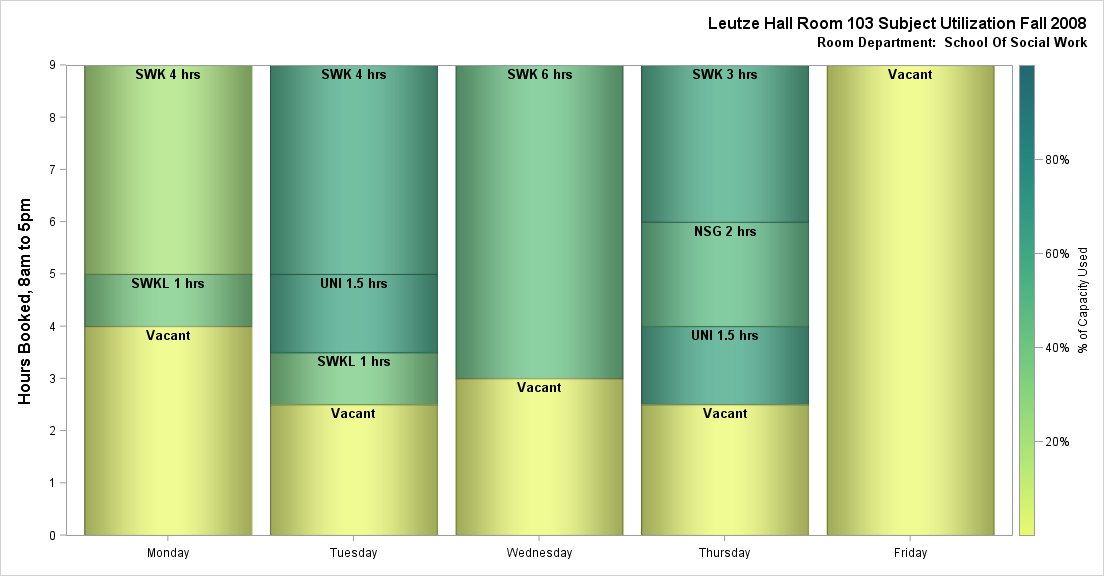 Leutze Hall Room 103 Subject Utilization Fall 2008
Room Department: School Of Social Work
Hours Booked, 8am to 5pm
9
8
7
6
5
4
3
2
1
0
SWK 4 hrs
SWKL 1 hrs
Vacant
SWK 4 hrs
UNI 1.5 hrs
SWKL 1 hrs
Vacant
SWK 6 hrs
Vacant
SWK 3 hrs
NSG 2 hrs
UNI 1.5 hrs
Vacant
Vacant
Monday
Tuesday
Wednesday
Thursday
Friday
80%
60%
40%
20%
% of Capacity Used